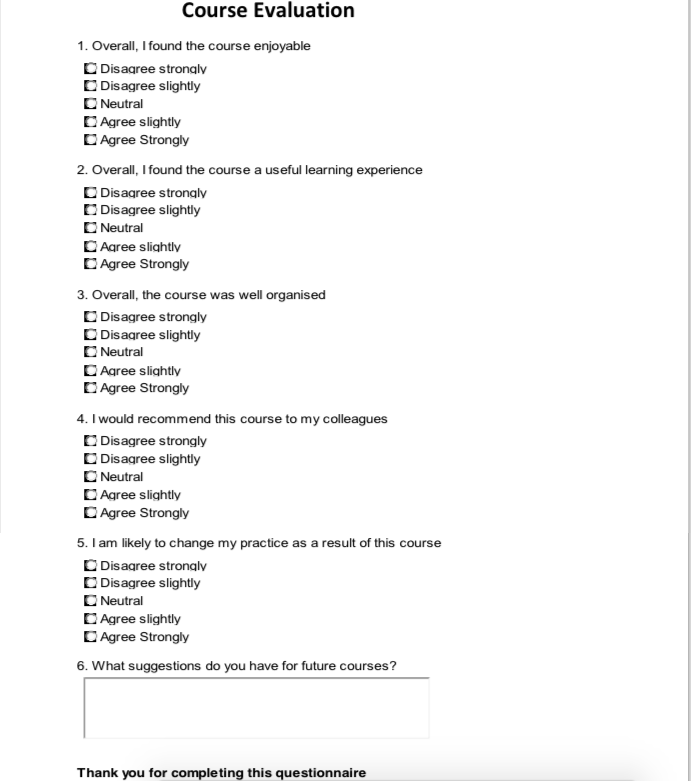 Course Evaluation
1. Overall, I found the course enjoyable
Disagree strongly
Disagree slightly
Neutral
Agree slightly
Agree Strongly
2. Overall, I found the course a useful learning experience
Disagree strongly
Disagree slightly
Neutral
Agree slightly
Agree Strongly
3. Overall, the course was well organised
Disagree strongly
Disagree slightly
Neutral
Agree slightly
Agree Strongly
4. I would recommend this course to my colleagues
Disagree strongly
Disagree slightly
Neutral
Agree slightly
Agree Strongly
5. I am likely to change my practice as a result of this course
Disagree strongly
Disagree slightly
Neutral
Agree slightly
Agree Strongly
6. What suggestions do you have for future courses?
Thank you for completing this questionnaire